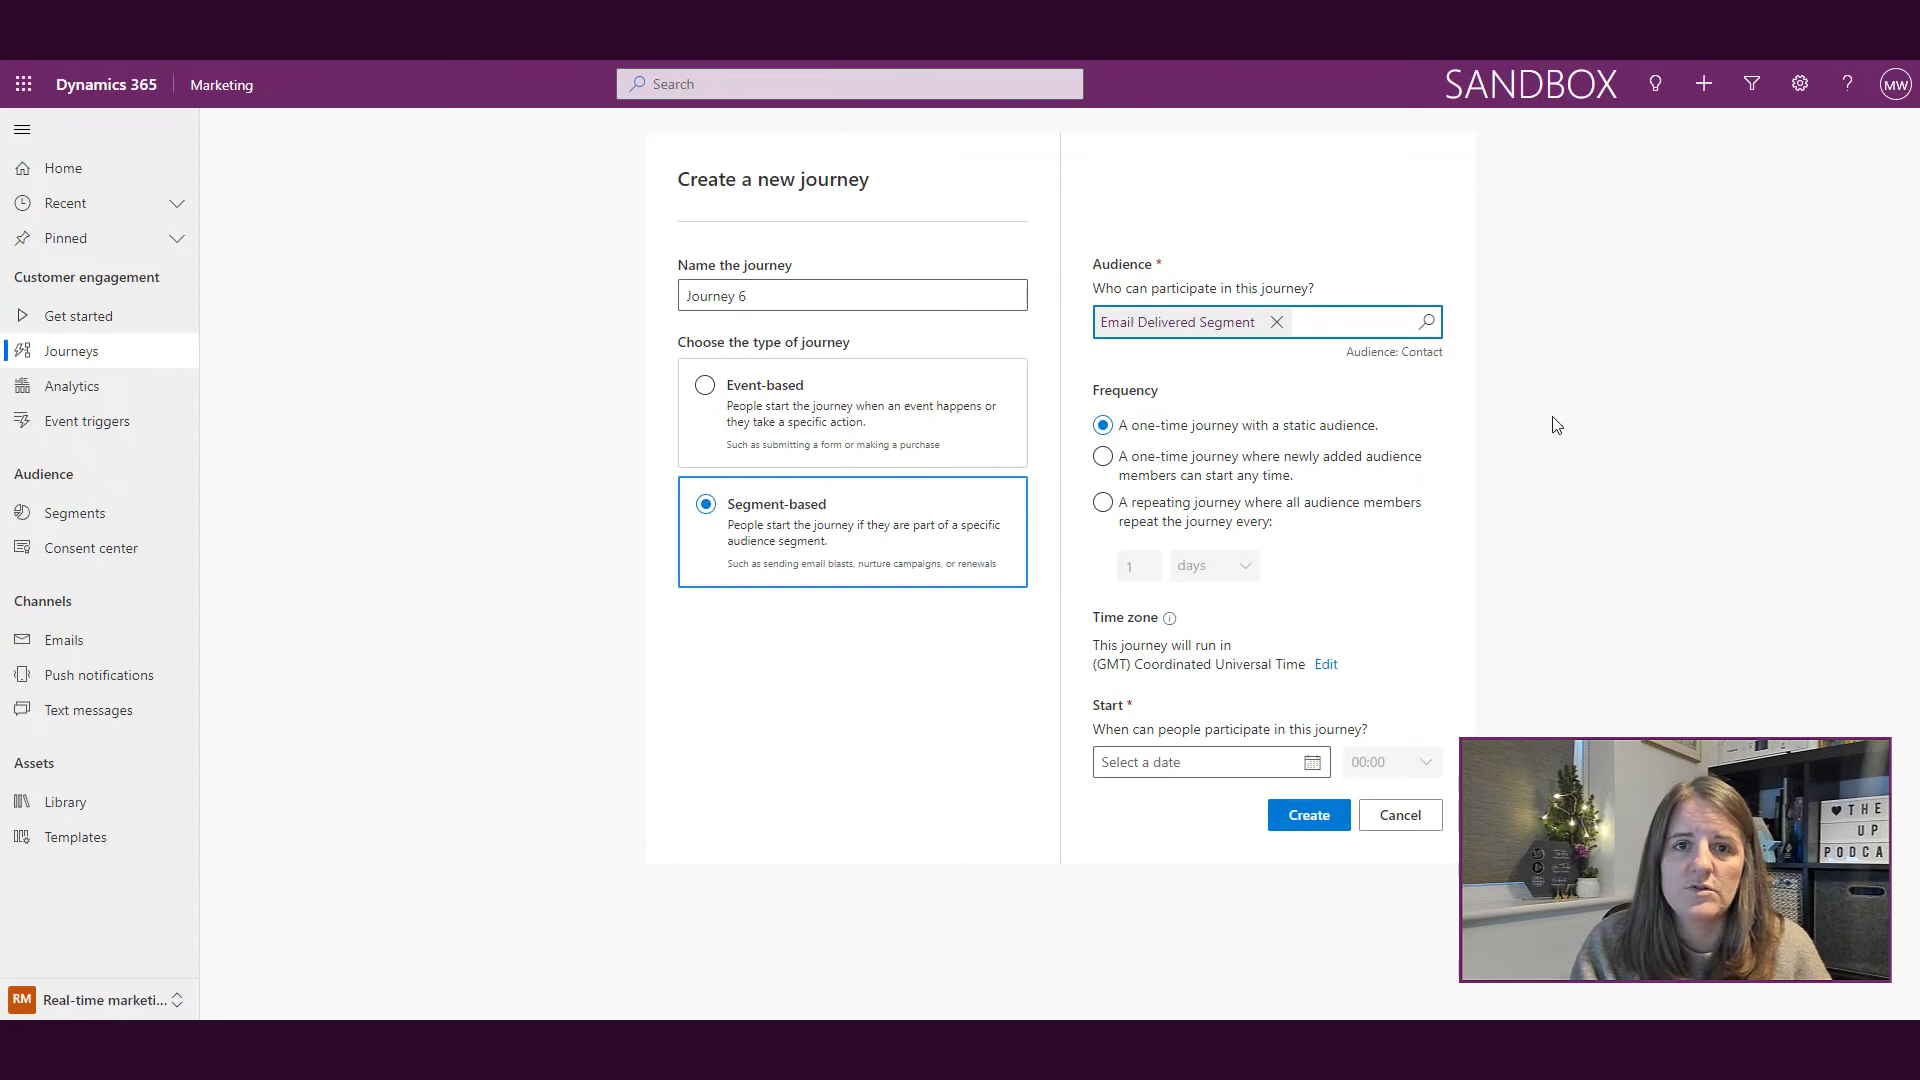 Dynamics 365
Marketing
Search
SANDBOX
MW
Home
Recent
Pinned
Customer engagement
Get started
Journeys
Analytics
Event triggers
Audience
Segments
Consent center
Channels
Emails
Push notifications
Text messages
Assets
Library
Templates
RM
Real-time marketi...
Create a new journey
Name the journey
Journey 6
Choose the type of journey
Event-based
People start the journey when an event happens or
they take a specific action.
Such as submitting a form or making a purchase
Segment-based
People start the journey if they are part of a specific
audience segment.
Such as sending email blasts, nurture campaigns, or renewals
Audience *
Who can participate in this journey?
Email Delivered Segment
Audience: Contact
Frequency
A one-time journey with a static audience.
A one-time journey where newly added audience
members can start any time.
A repeating journey where all audience members
repeat the journey every:
1
days
Time zone
This journey will run in
(GMT) Coordinated Universal Time Edit
Start *
When can people participate in this journey?
Select a date
00:00
Create
Cancel
THE
UP
PODCA